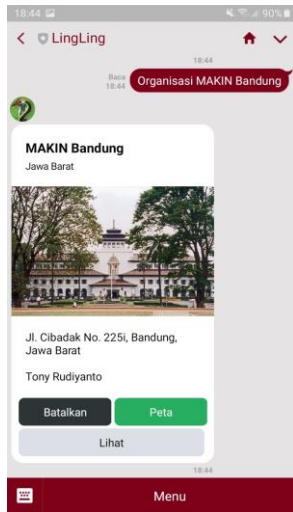 18:44
90%
LingLing
18:44
Baca
18:44
Organisasi MAKIN Bandung
MAKIN Bandung
Jawa Barat
Jl. Cibadak No. 225i, Bandung,
Jawa Barat
Tony Rudiyanto
Batalkan
Peta
Lihat
18:44
Menu